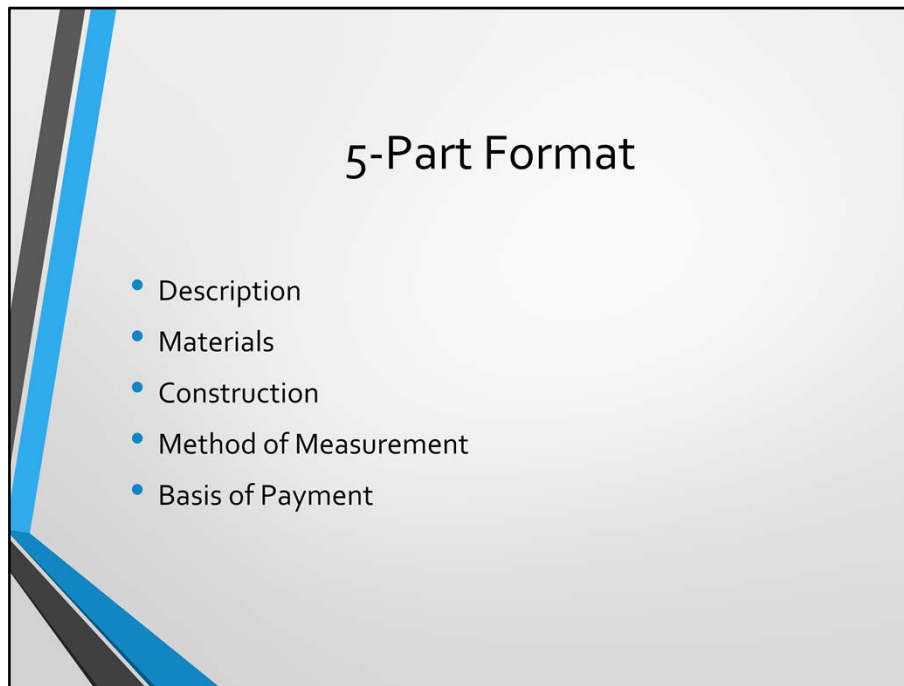 5-Part Format
• Description
• Materials
• Construction
• Method of Measurement
• Basis of Payment